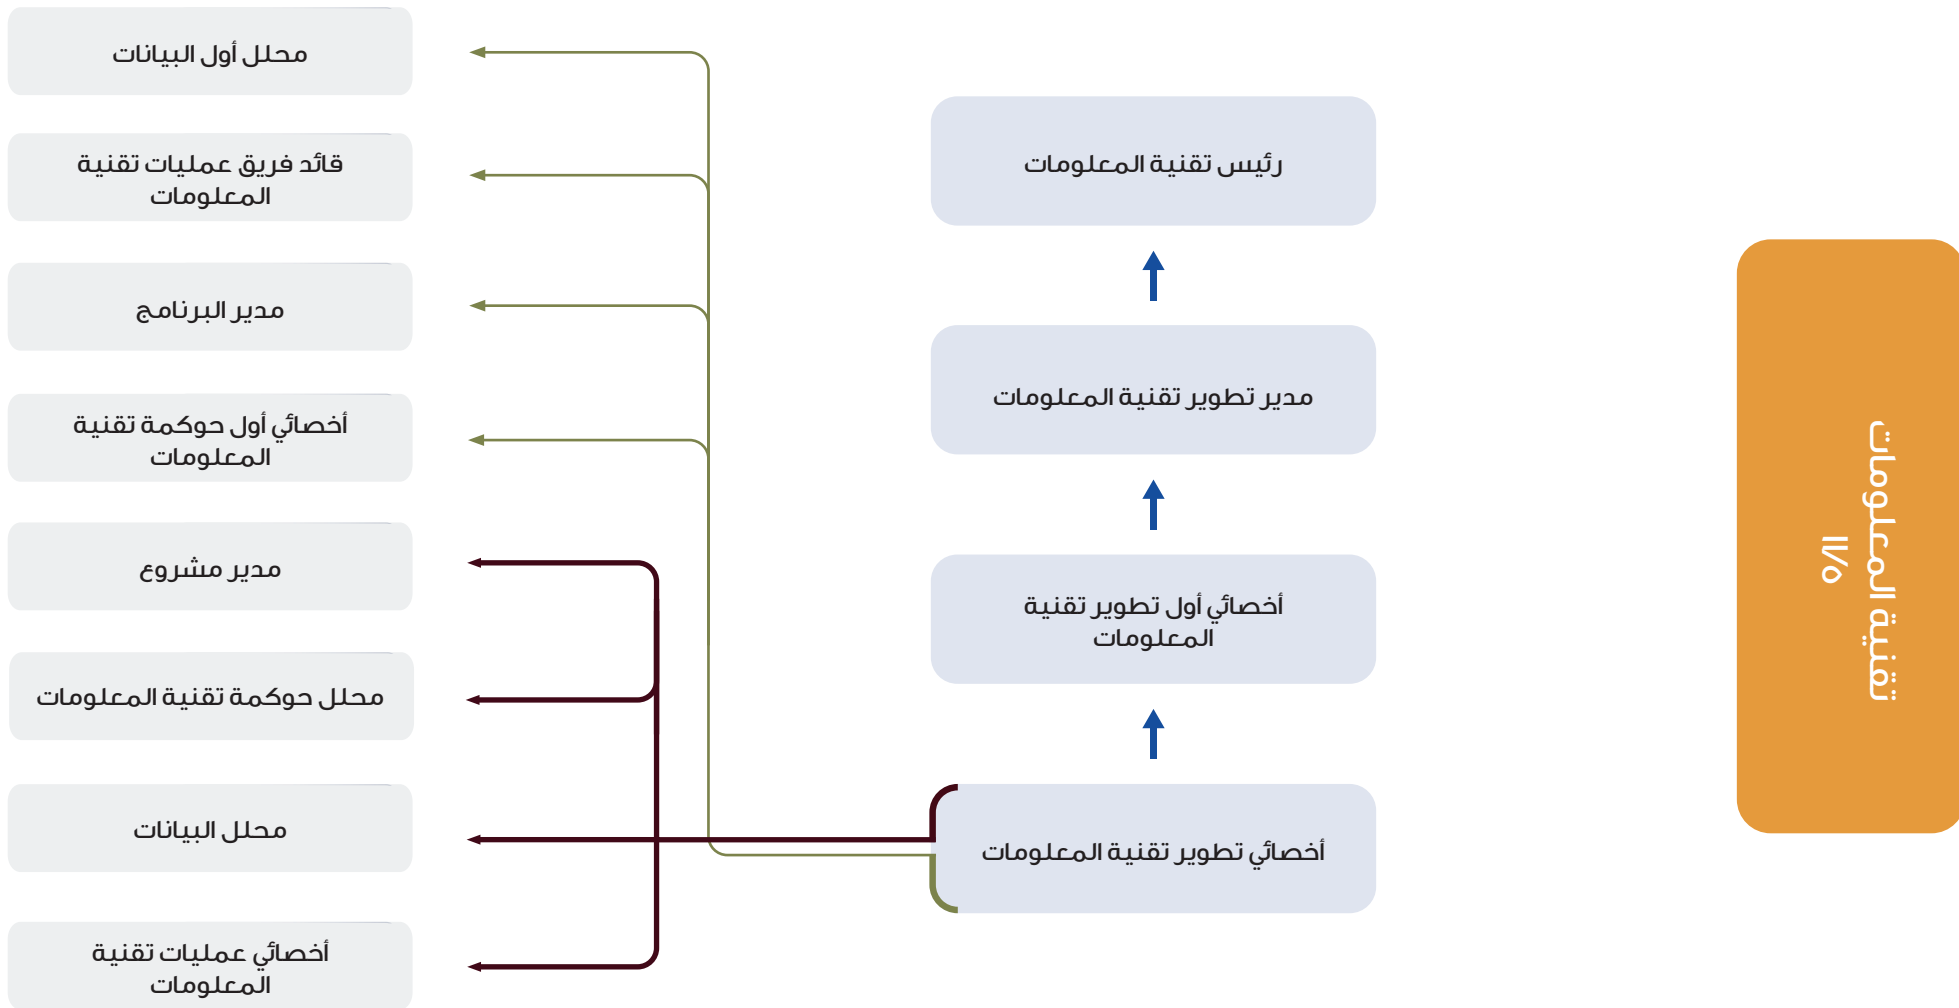 تقنية المعلومات
١١٧٥
رئيس تقنية المعلومات
مدير تطوير تقنية المعلومات
أخصائي أول تطوير تقنية
المعلومات
أخصائي تطوير تقنية المعلومات
محلل أول البيانات
قائد فريق عمليات تقنية
المعلومات
مدير البرنامج
أخصائي أول حوكمة تقنية
المعلومات
مدير مشروع
محلل حوكمة تقنية المعلومات
محلل البيانات
أخصائي عمليات تقنية
المعلومات